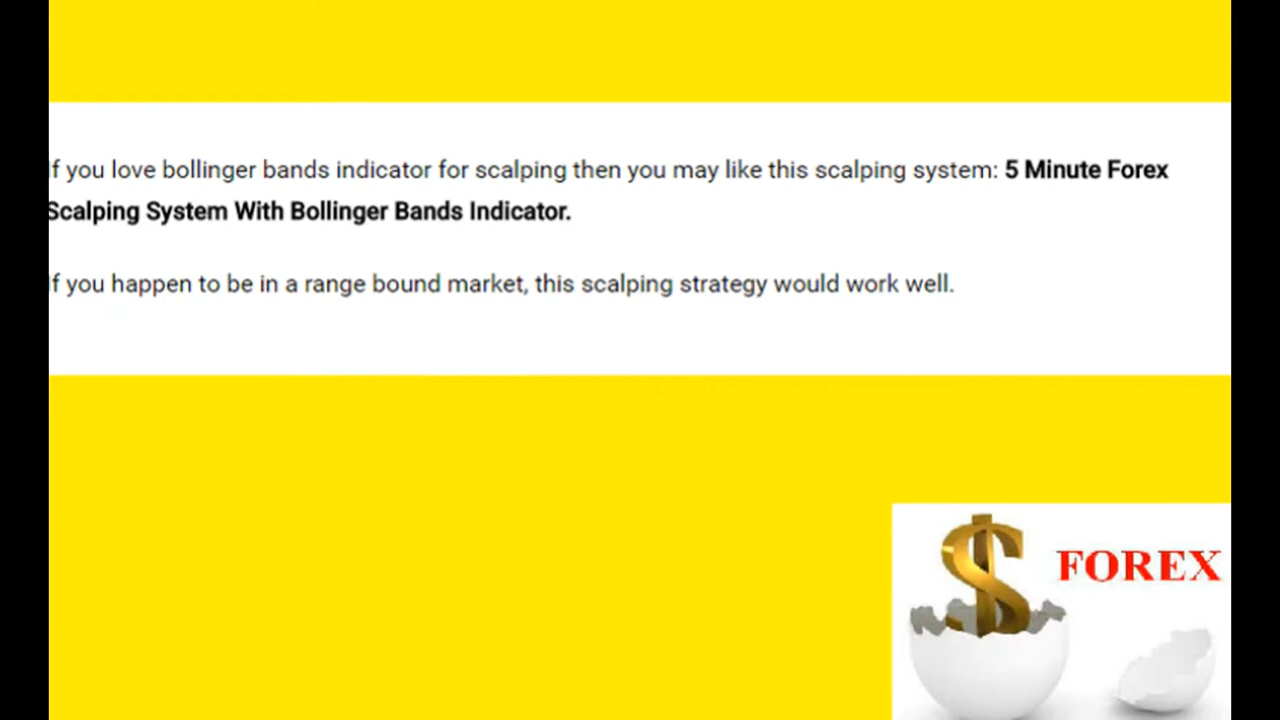 If you love bollinger bands indicator for scalping then you may like this scalping system: 5 Minute Forex
Scalping System With Bollinger Bands Indicator.
If you happen to be in a range bound market, this scalping strategy would work well.
FOREX